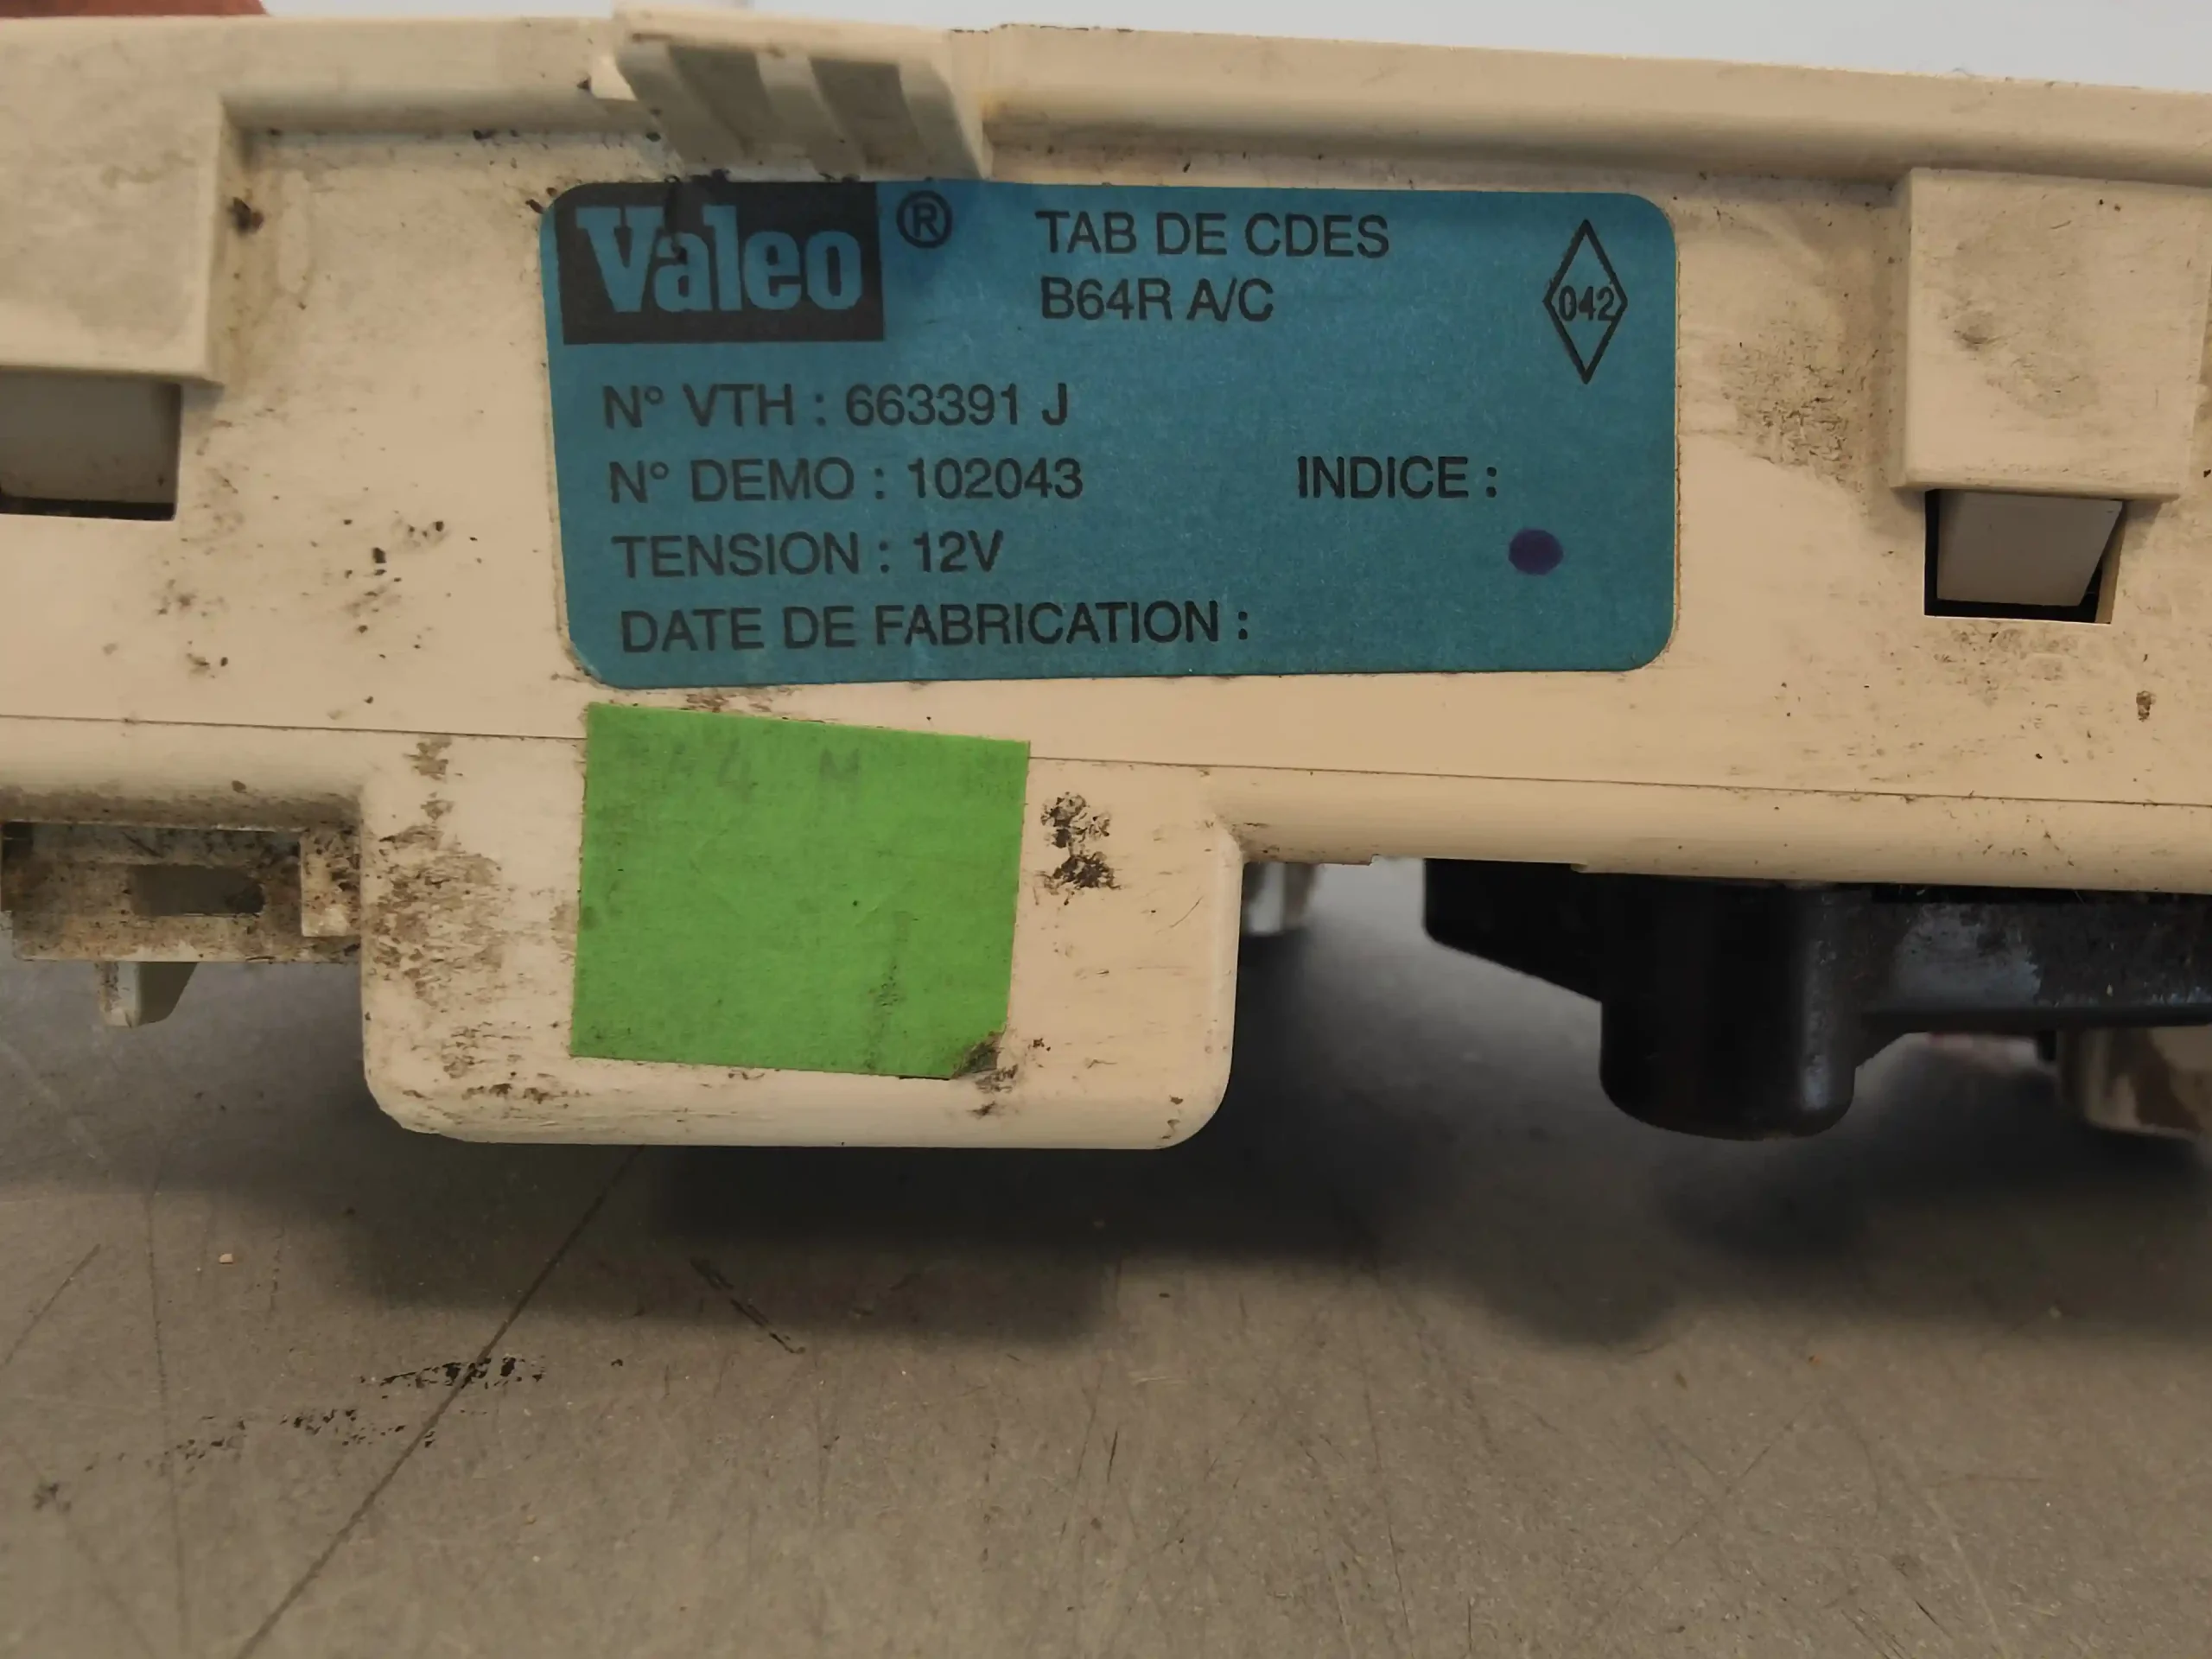 Valeo ® TAB DE CDES
B64R A/C
042
N° VTH : 663391 J
N° DEMO : 102043 INDICE :
TENSION : 12V
DATE DE FABRICATION :